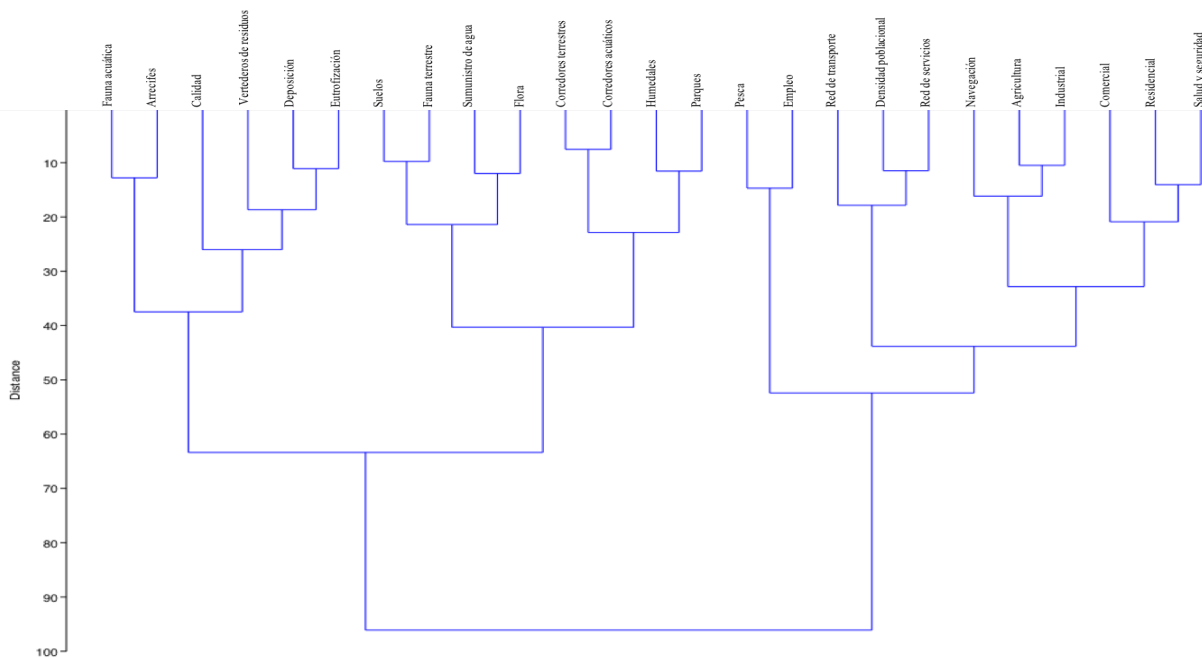 Fauna acuática
Arrecifes
Calidad
Vertederos de residuos
Deposición
Eutrofización
Suelos
Fauna terrestre
Sumunistro de agua
Flora
Corredores terrestres
Corredores acuáticos
Humedales
Parques
Pesca
Empleo
Red de transporte
Densidad poblacional
Red de servicios
Navegación
Agricultura
Industrial
Comercial
Residencial
Salud y seguridad
10
20
30
40
50
60
70
80
90
100
Distance